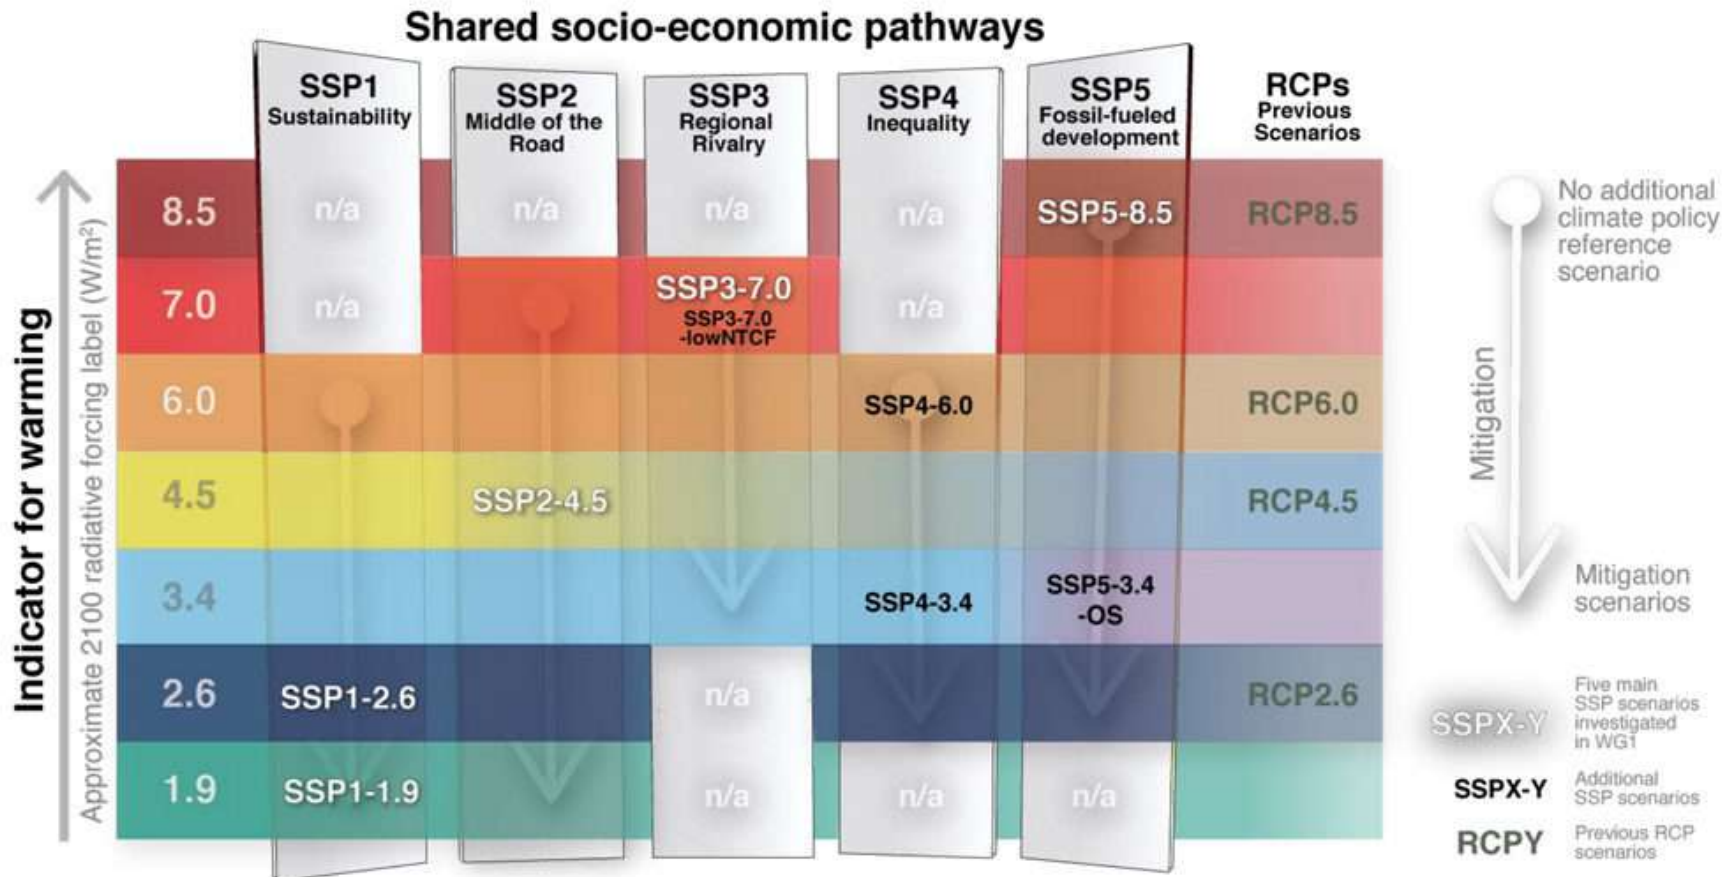 Shared socio-economic pathways
SSP1
Sustainability
SSP2
Middle of the
Road
SSP3
Regional
Rivalry
SSP4
Inequality
SSP5
Fossil-fueled
development
RCPs
Previous
Scenarios
Indicator for warming
Approximate 2100 radiative forcing label (W/m²)
8.5
n/a
n/a
n/a
n/a
SSP5-8.5
RCP8.5
7.0
n/a
SSP3-7.0
SSP3-7.0
-lowNTCF
n/a
6.0
SSP4-6.0
RCP6.0
4.5
SSP2-4.5
RCP4.5
3.4
SSP4-3.4
SSP5-3.4
-OS
2.6
SSP1-2.6
n/a
RCP2.6
1.9
SSP1-1.9
n/a
n/a
n/a
No additional
climate policy
reference
scenario
Mitigation
Mitigation
scenarios
SSPX-Y
Five main
SSP scenarios
investigated
in WG1
SSPX-Y
Additional
SSP scenarios
RCPY
Previous RCP
scenarios